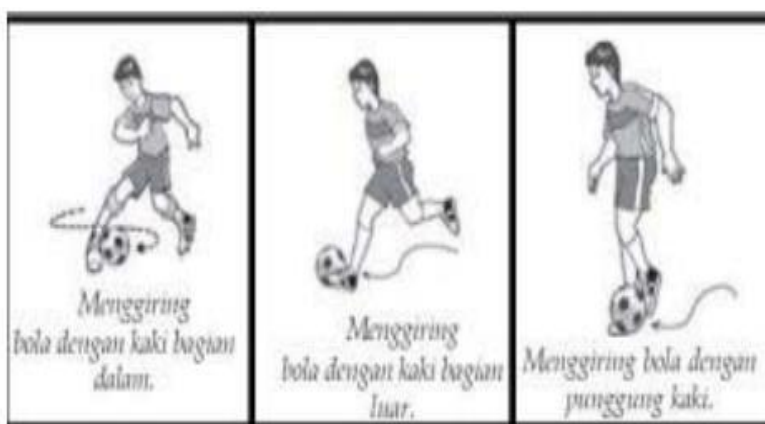 Menggiring
bola dengan kaki bagian
dalam.
Menggiring
bola dengan kaki bagian
luar.
Menggiring bola dengan
punggung kaki.